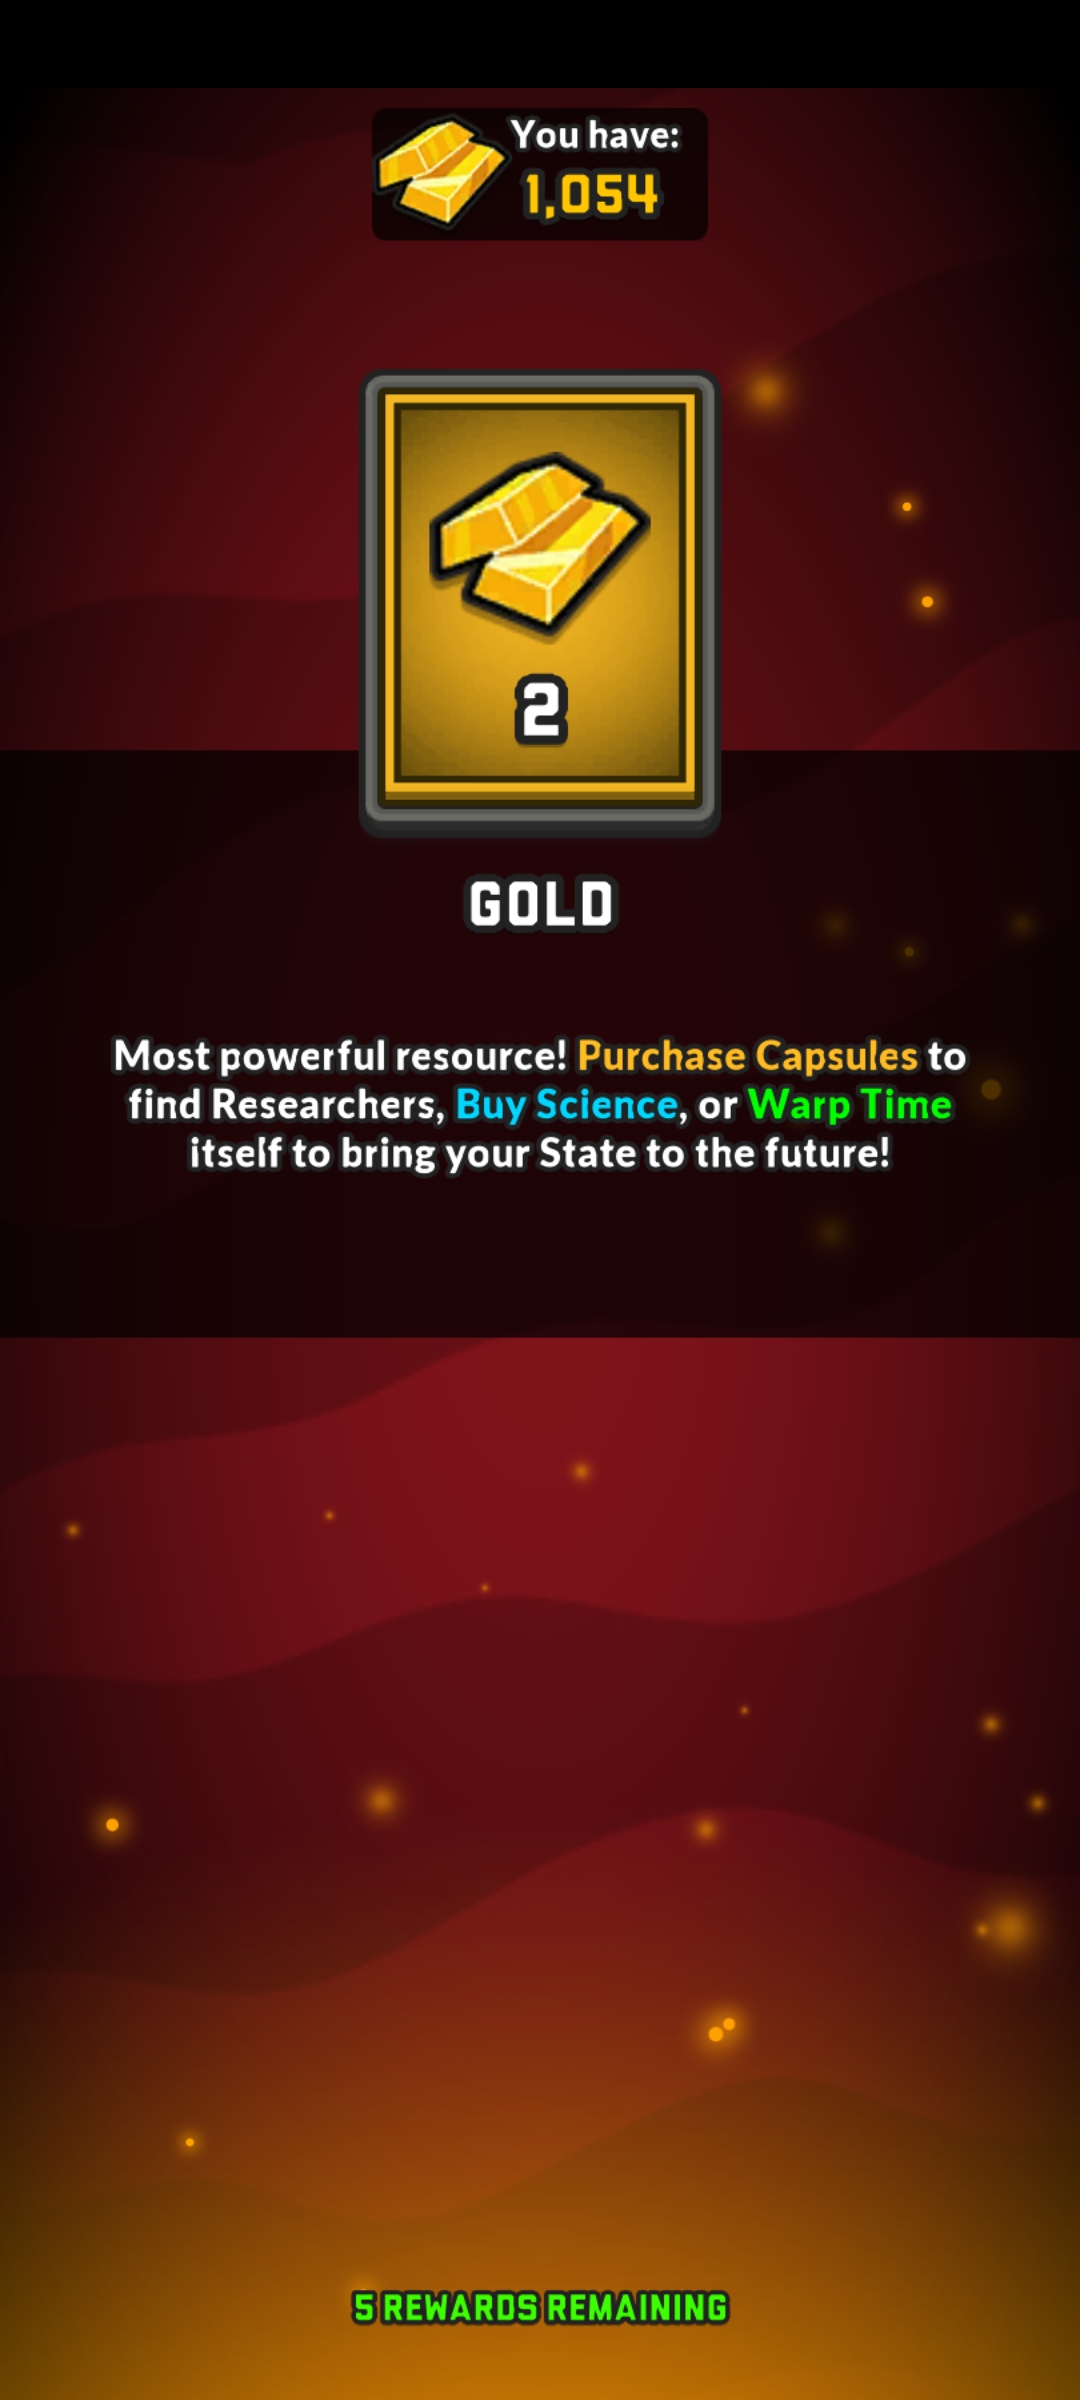 You have:
1,054
2
GOLD
Most powerful resource! Purchase Capsules to
find Researchers, Buy Science, or Warp Time
itself to bring your State to the future!
5 REWARDS REMAINING